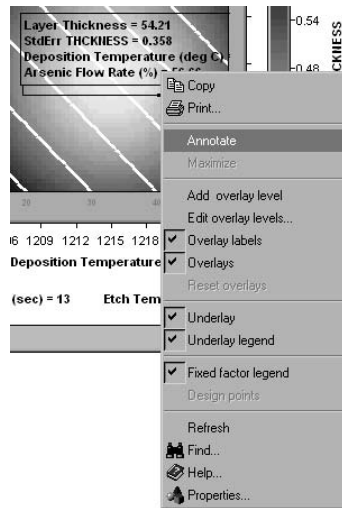 Layer Thickness = 54.21
StdErr THCKNESS = 0.358
Deposition Temperature (deg C)
Arsenic Flow Rate (%)
0.54
0.48
THICKNESS
20 30
1209 1212 1215 1218
Deposition Temperature
(sec) = 13 Etch Tem
Copy
Print...
Annotate
Maximize
Add overlay level
Edit overlay levels...
Overlay labels
Overlays
Reset overlays
Underlay
Underlay legend
Fixed factor legend
Design points
Refresh
Find...
Help...
Properties...